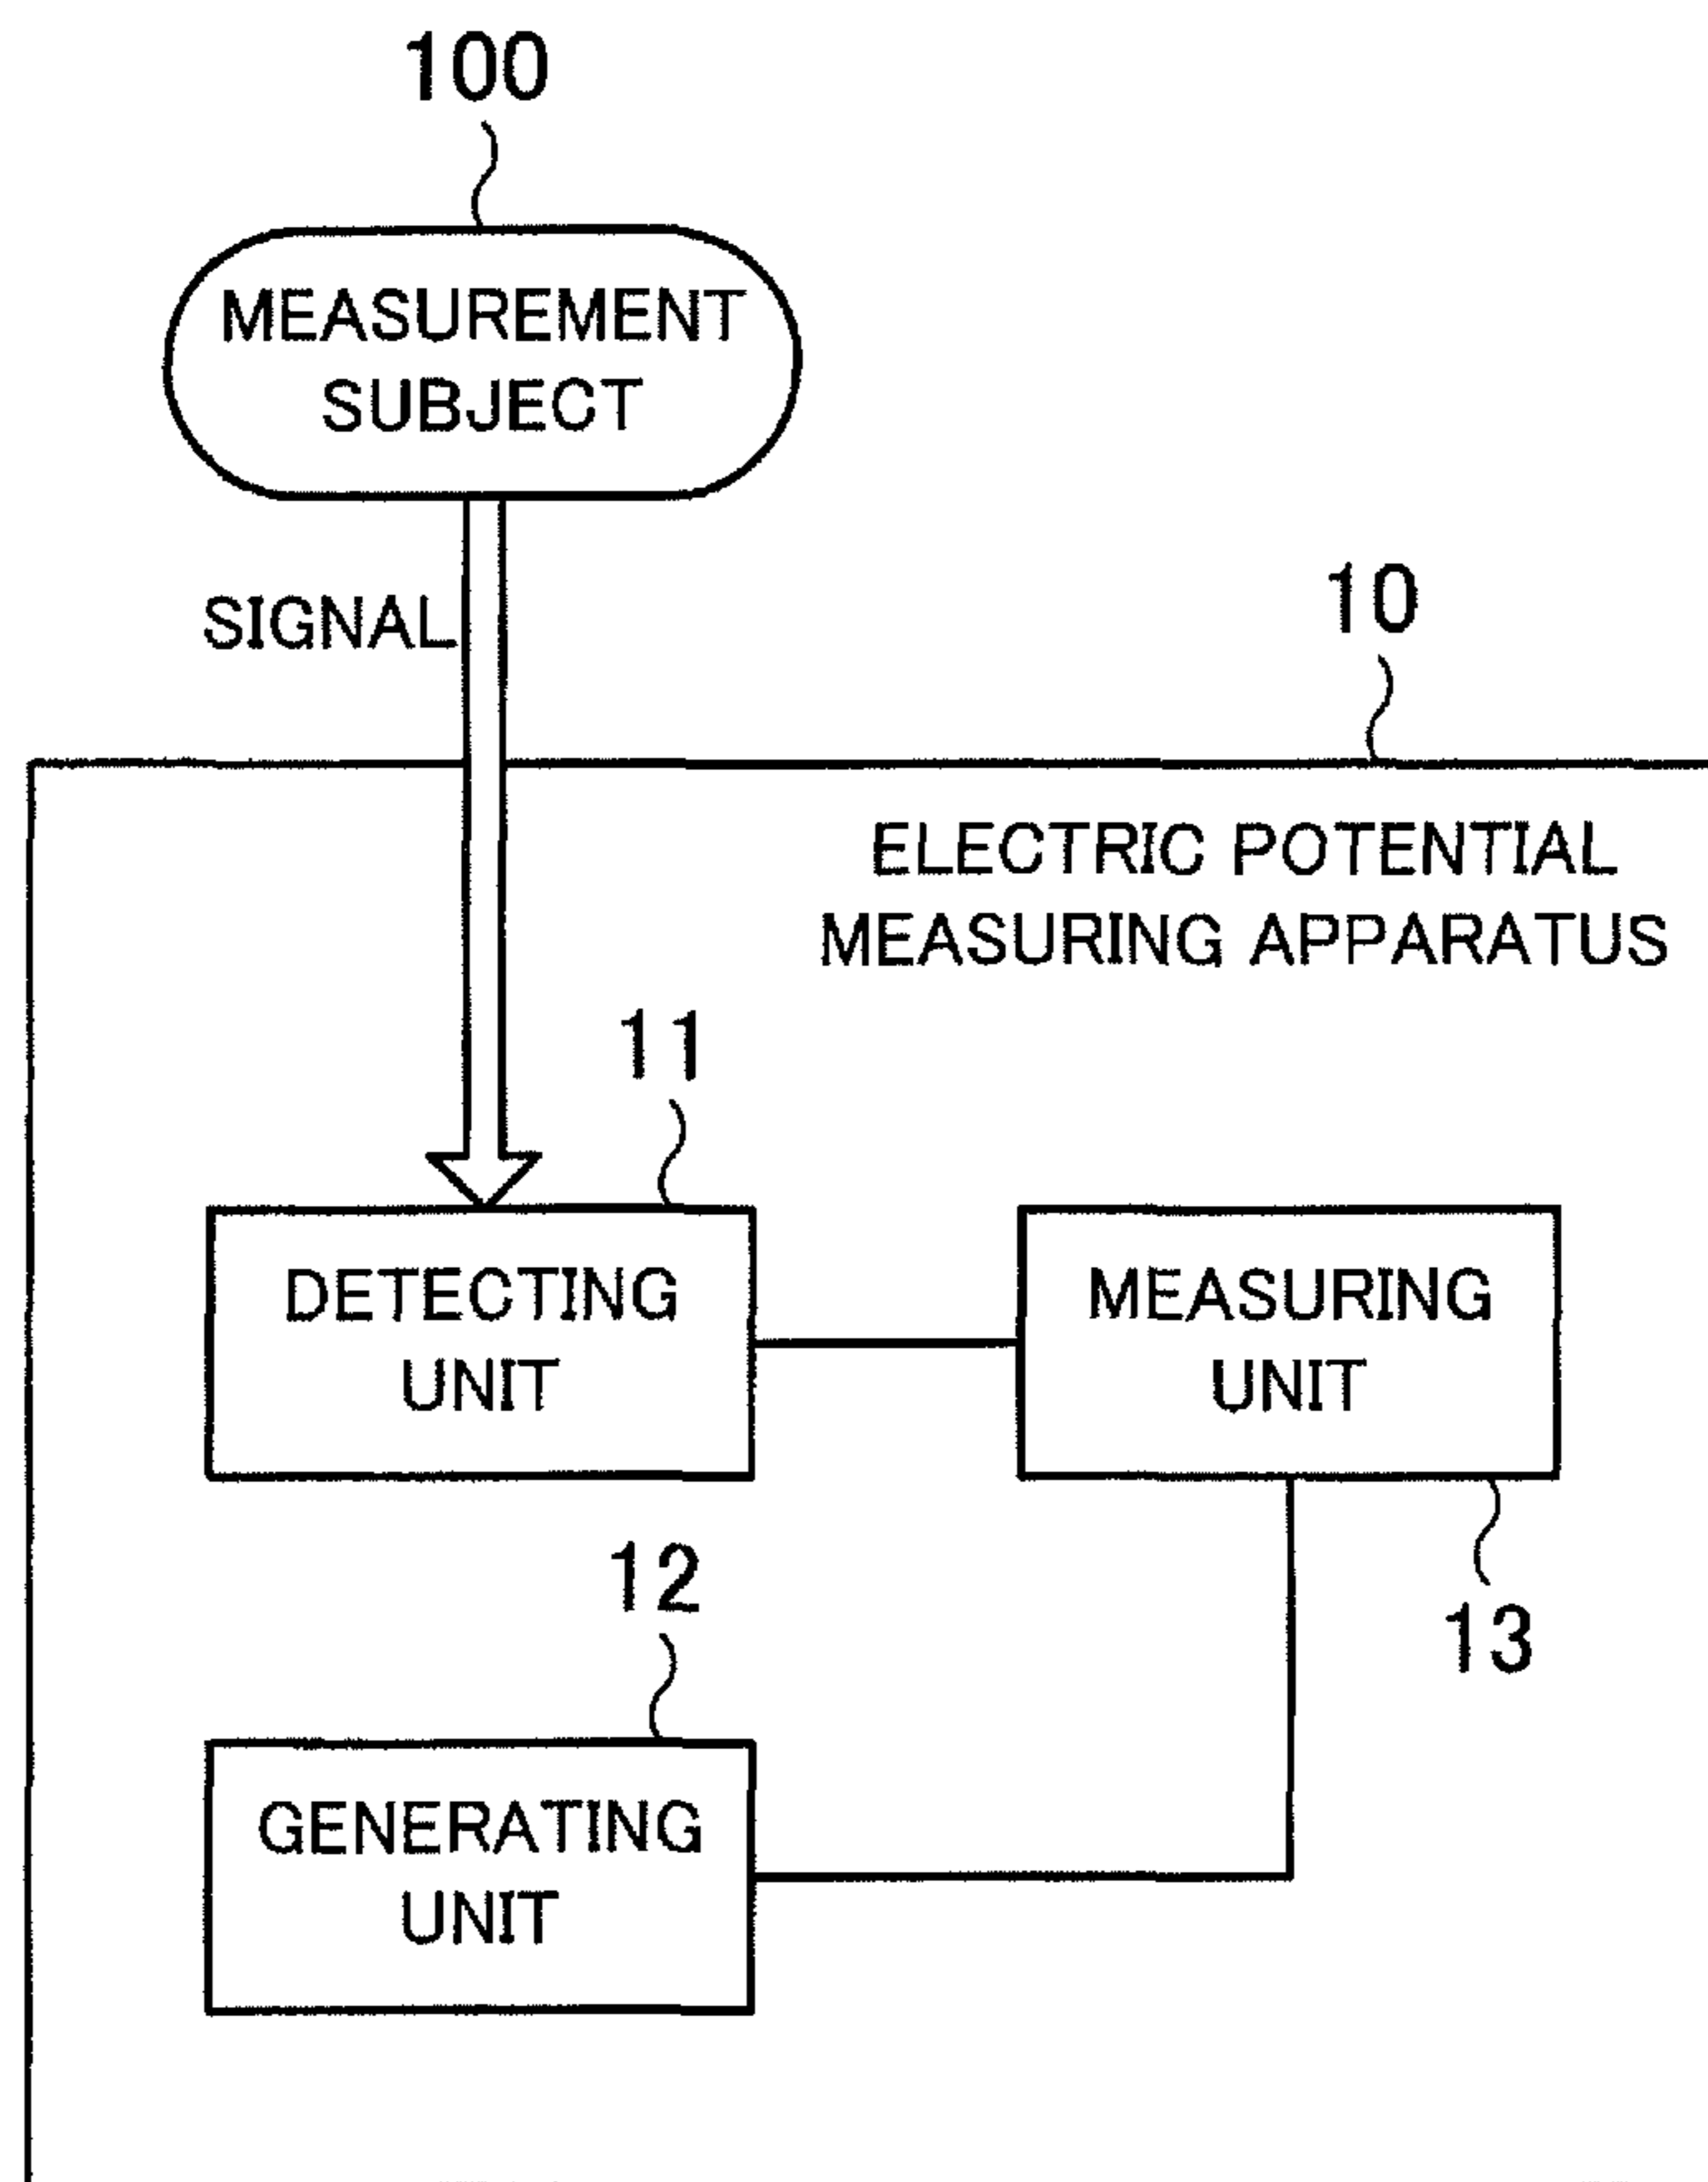 100
MEASUREMENT
SUBJECT
SIGNAL
10
ELECTRIC POTENTIAL
MEASURING APPARATUS
11
DETECTING
UNIT
MEASURING
UNIT
12
13
GENERATING
UNIT